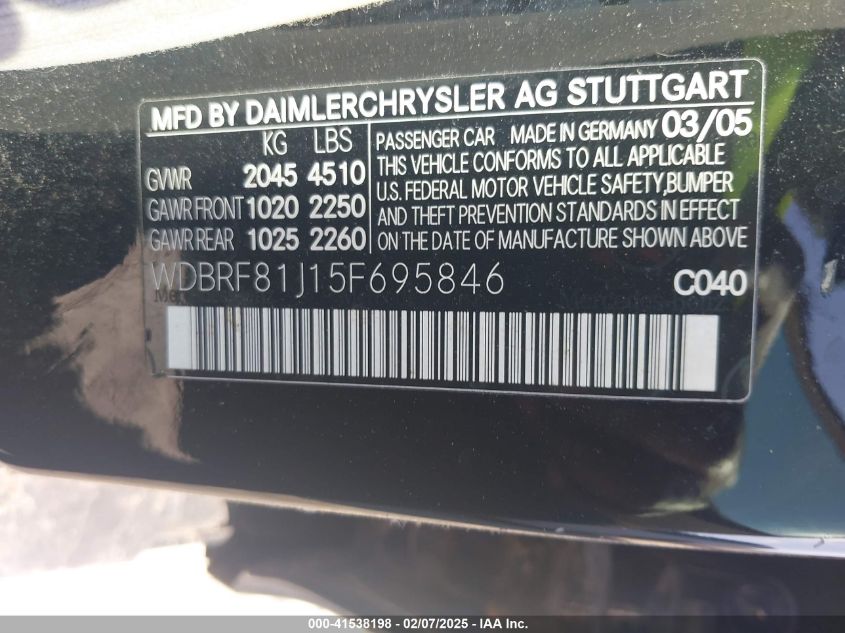 MFD BY DAIMLERCHRYSLER AG STUTTGART
KG LBS
GVWR 2045 4510
GAWR FRONT 1020 2250
GAWR REAR 1025 2260
PASSENGER CAR MADE IN GERMANY 03/05
THIS VEHICLE CONFORMS TO ALL APPLICABLE
U.S. FEDERAL MOTOR VEHICLE SAFETY,BUMPER
AND THEFT PREVENTION STANDARDS IN EFFECT
ON THE DATE OF MANUFACTURE SHOWN ABOVE
WDBRF81J15F695846 C040
000-41538198 - 02/07/2025 - IAA Inc.